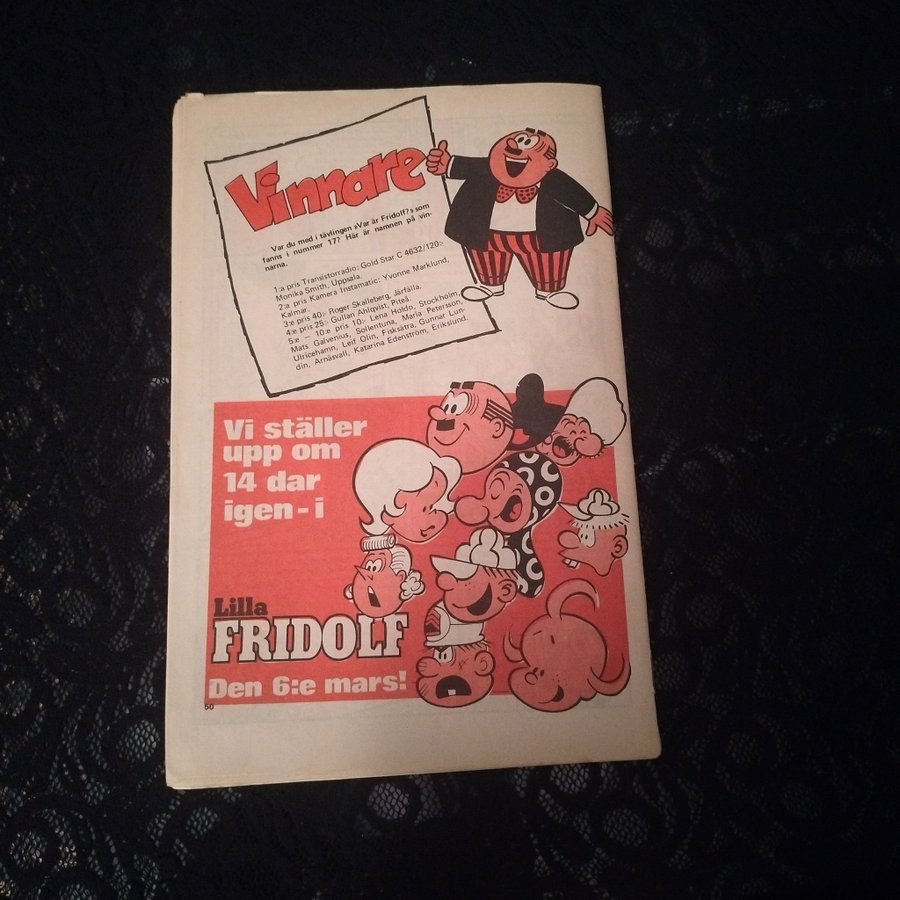 Vinnare
Var du med i tävlingen »Var är Fridolf?» som
fanns i nummer 17? Här är namnen på vin-
narna.
1:a pris Transistorradio: Gold Star C 4632/120:-
Monika Smith, Uppsala.
2:a pris Kamera Instamatic: Yvonne Marklund,
Kalmar.
3:e pris 40:- Roger Skalleberg, Järfälla.
4:e pris 25:- Gullan Ahlqvist, Piteå.
5:e – 10:e pris 10:- Lena Holdo, Stockholm,
Mats Galvenius, Sollentuna, Maria Petersson,
Ulricehamn, Leif Olin, Fisksätra, Gunnar Lun-
din, Arnäsvall, Katarina Edenström, Erikslund.
Vi ställer
upp om
14 dar
igen - i
Lilla
FRIDOLF
Den 6:e mars!
50